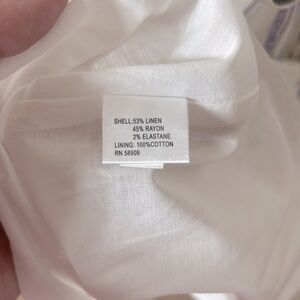 SHELL:53% LINEN
45% RAYON
2% ELASTANE
LINING: 100%COTTON
RN 58909